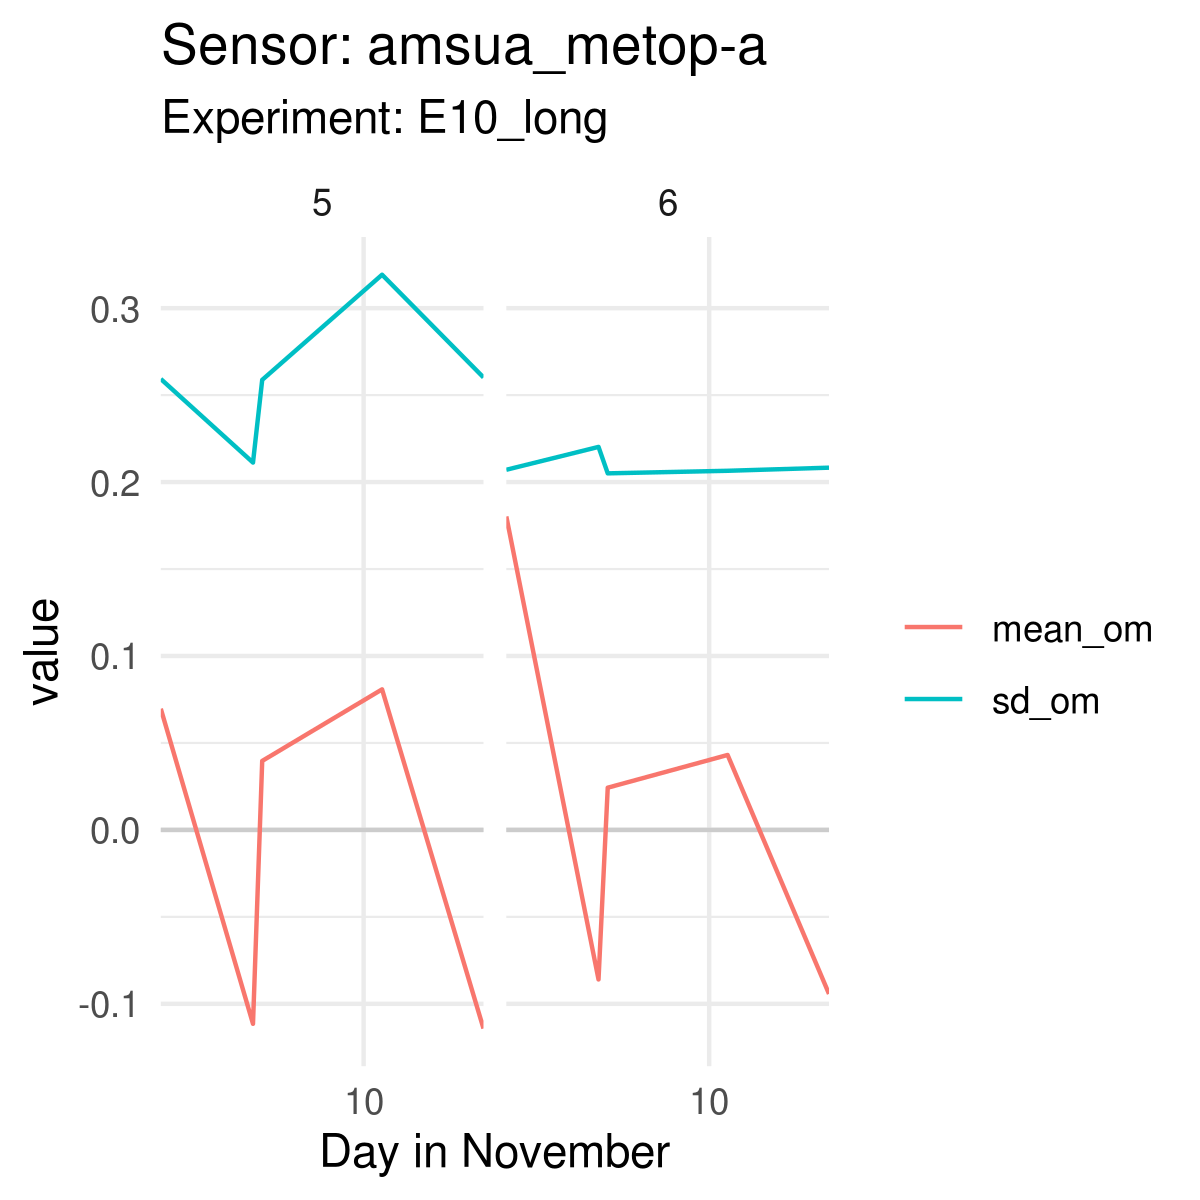 Sensor: amsua_metop-a
Experiment: E10_long
5 6
0.3
0.2
0.1
0.0
-0.1
value
10 10
Day in November
mean_om
sd_om